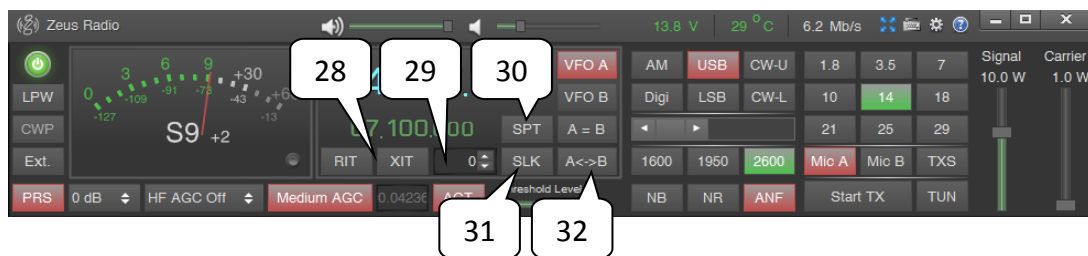 Zeus Radio 13.8 V 29 °C 6.2 Mb/s
28 29 30
LPW CWP Ext.
0 3 6 9 +30 +6
-127 -109 -91 -73 -43 -13
S9 +2
VFO A
VFO B
7.100.000 SPT A = B
RIT XIT 0 SLK A<->B
AM USB CW-U
Digi LSB CW-L
1600 1950 2600
NB NR ANF
1.8 3.5 7
10 14 18
21 25 29
Mic A Mic B TXS
Start TX TUN
Signal Carrier
10.0 W 1.0 W
PRS 0 dB HF AGC Off Medium AGC 0.04236 Level
31 32